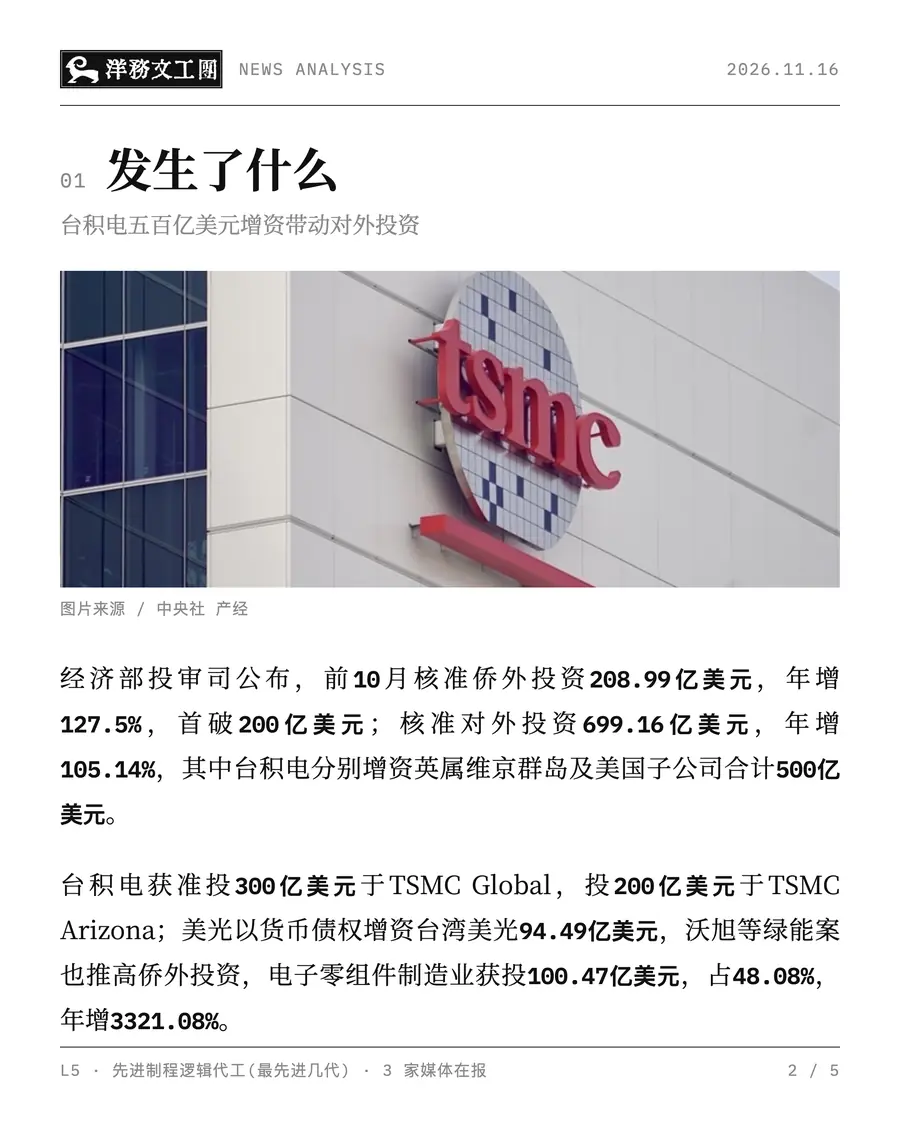 洋務文工團 NEWS ANALYSIS 2026.11.16
01 发生了什么
台积电五百亿美元增资带动对外投资
tsmc
图片来源 / 中央社 产经
经济部投审司公布，前10月核准侨外投资208.99亿美元，年增
127.5%，首破200亿美元；核准对外投资699.16亿美元，年增
105.14%，其中台积电分别增资英属维京群岛及美国子公司合计500亿
美元。
台积电获准投300亿美元于TSMC Global，投200亿美元于TSMC
Arizona；美光以货币债权增资台湾美光94.49亿美元，沃旭等绿能案
也推高侨外投资，电子零组件制造业获投100.47亿美元，占48.08%，
年增3321.08%。
L5 · 先进制程逻辑代工(最先进几代) · 3 家媒体在报 2 / 5